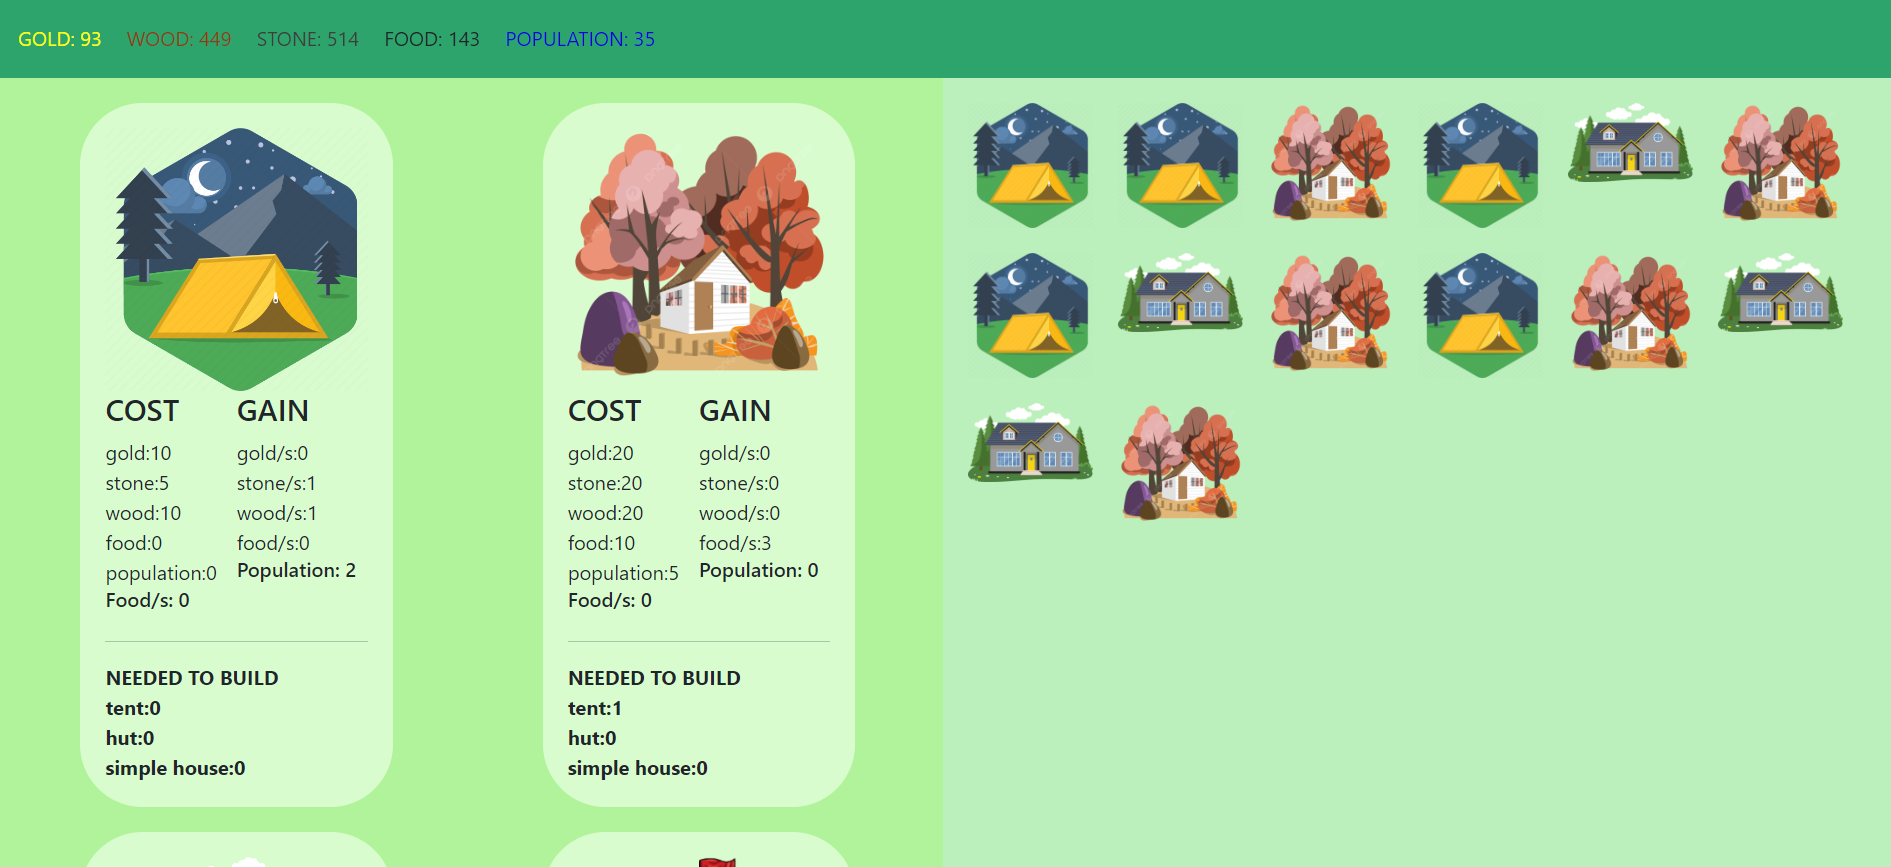 GOLD: 93 WOOD: 449 STONE: 514 FOOD: 143 POPULATION: 35
COST
gold:10
stone:5
wood:10
food:0
population:0
Food/s: 0
GAIN
gold/s:0
stone/s:1
wood/s:1
food/s:0
Population: 2
NEEDED TO BUILD
tent:0
hut:0
simple house:0
COST
gold:20
stone:20
wood:20
food:10
population:5
Food/s: 0
GAIN
gold/s:0
stone/s:0
wood/s:0
food/s:3
Population: 0
NEEDED TO BUILD
tent:1
hut:0
simple house:0